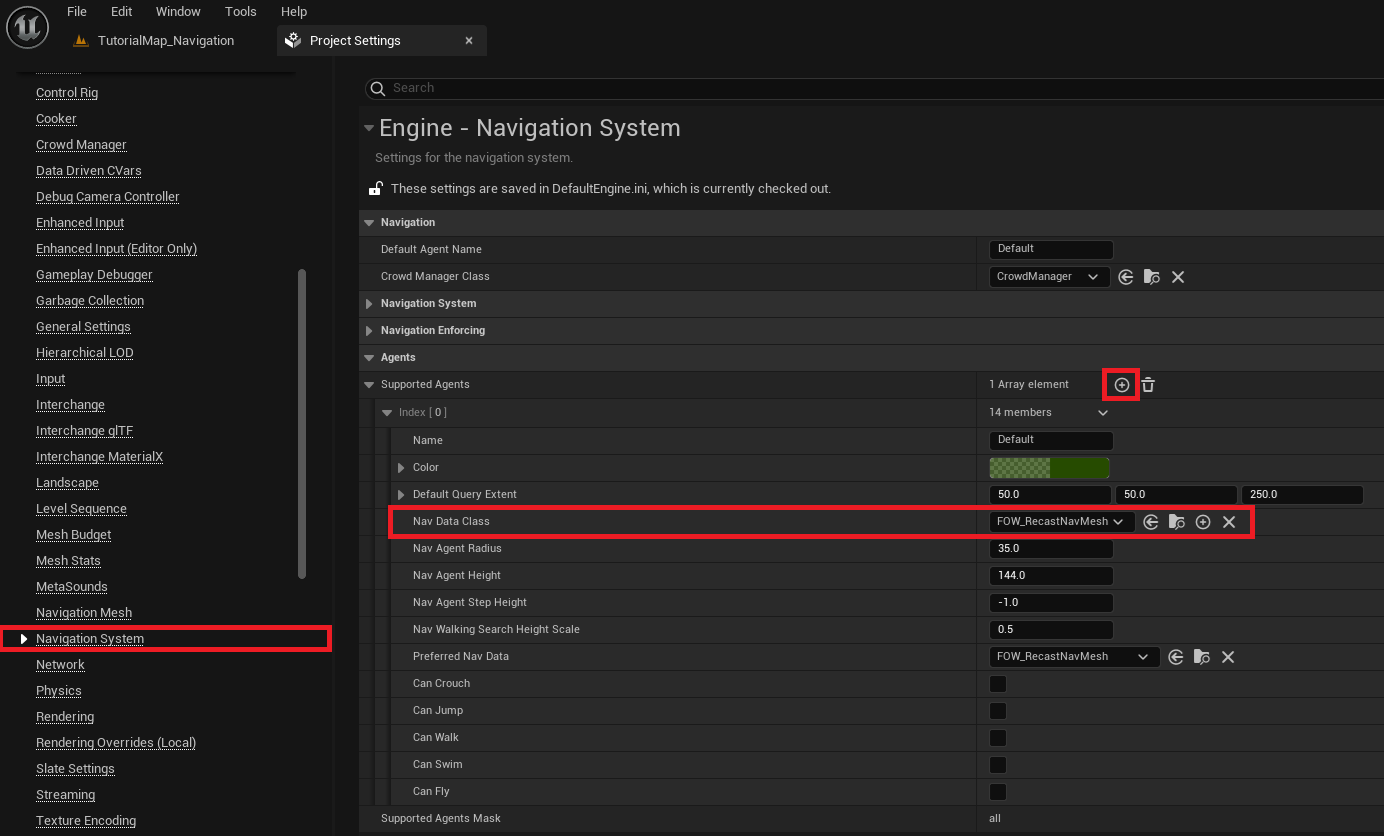 File Edit Window Tools Help
TutorialMap_Navigation Project Settings
Control Rig
Cooker
Crowd Manager
Data Driven CVars
Debug Camera Controller
Enhanced Input
Enhanced Input (Editor Only)
Gameplay Debugger
Garbage Collection
General Settings
Hierarchical LOD
Input
Interchange
Interchange glTF
Interchange MaterialX
Landscape
Level Sequence
Mesh Budget
Mesh Stats
MetaSounds
Navigation Mesh
Navigation System
Network
Physics
Rendering
Rendering Overrides (Local)
Slate Settings
Streaming
Texture Encoding
Search
Engine - Navigation System
Settings for the navigation system.
These settings are saved in DefaultEngine.ini, which is currently checked out.
Navigation
Default Agent Name Default
Crowd Manager Class CrowdManager
Navigation System
Navigation Enforcing
Agents
Supported Agents 1 Array element
Index [ 0 ] 14 members
Name Default
Color
Default Query Extent 50.0 50.0 250.0
Nav Data Class FOW_RecastNavMesh
Nav Agent Radius 35.0
Nav Agent Height 144.0
Nav Agent Step Height -1.0
Nav Walking Search Height Scale 0.5
Preferred Nav Data FOW_RecastNavMesh
Can Crouch
Can Jump
Can Walk
Can Swim
Can Fly
Supported Agents Mask all